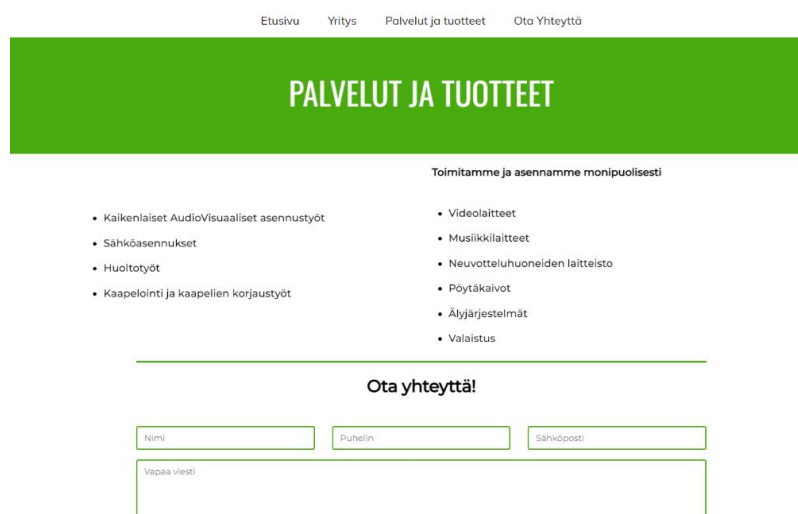 Etusivu Yritys Palvelut ja tuotteet Ota Yhteyttä
PALVELUT JA TUOTTEET
Kaikenlaiset AudioVisuaaliset asennustyöt
Sähköasennukset
Huoltotyöt
Kaapelointi ja kaapelien korjaustyöt
Toimitamme ja asennamme monipuolisesti
Videolaitteet
Musiikkilaitteet
Neuvotteluhuoneiden laitteisto
Pöytäkaivot
Älyjärjestelmät
Valaistus
Ota yhteyttä!
Nimi Puhelin Sähköposti
Vapaa viesti